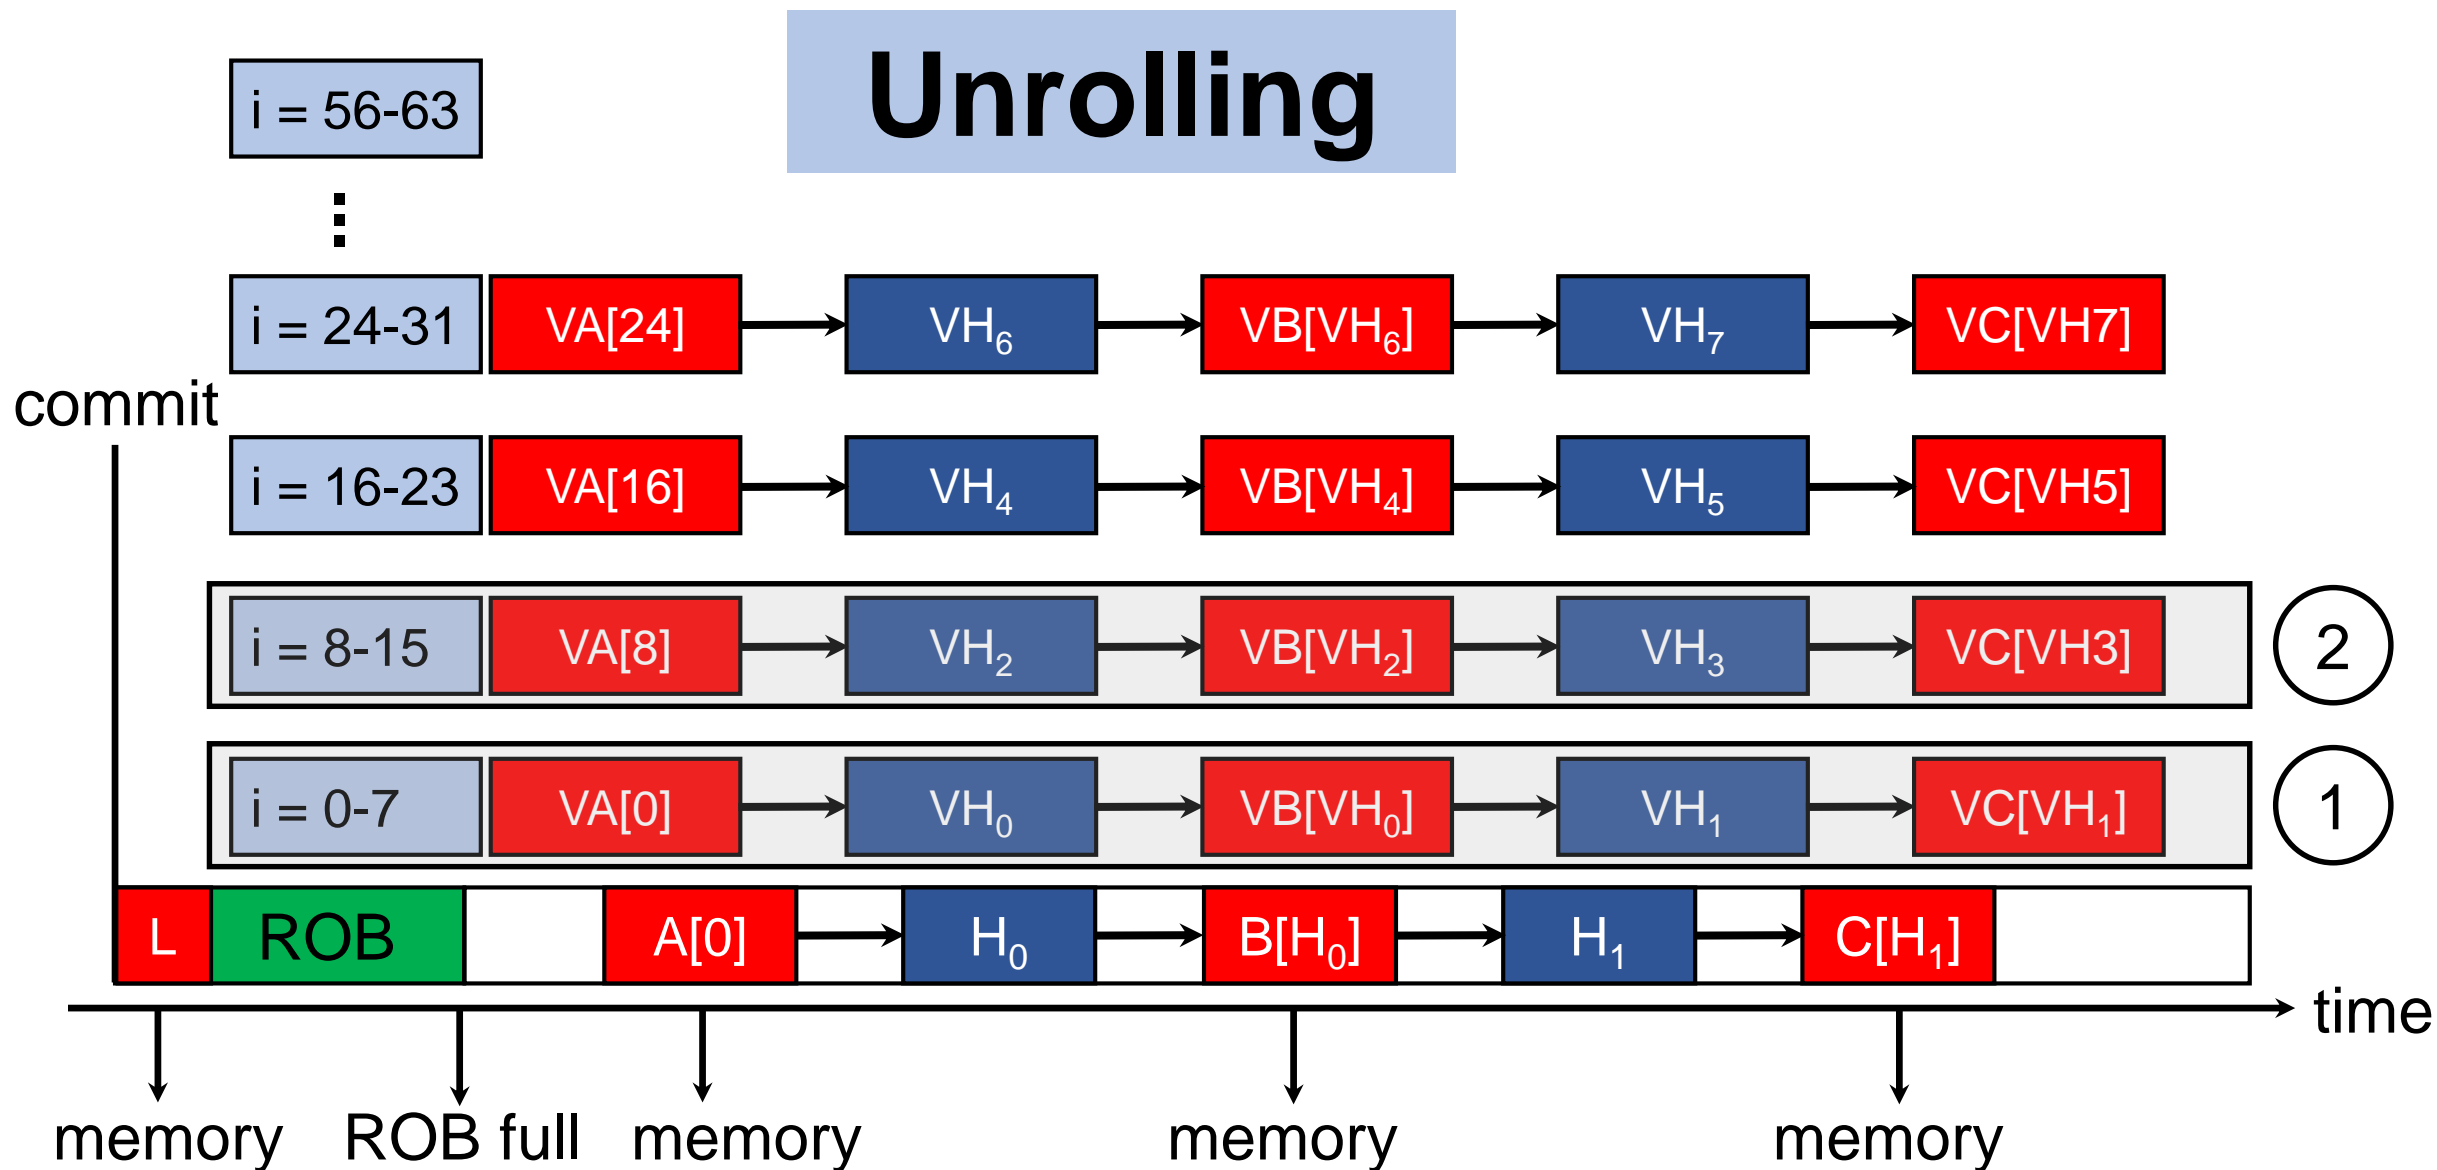 Unrolling
i = 56-63
⋮
i = 24-31 VA[24] VH₆ VB[VH₆] VH₇ VC[VH7]
commit
i = 16-23 VA[16] VH₄ VB[VH₄] VH₅ VC[VH5]
i = 8-15 VA[8] VH₂ VB[VH₂] VH₃ VC[VH3] 2
i = 0-7 VA[0] VH₀ VB[VH₀] VH₁ VC[VH₁] 1
L ROB A[0] H₀ B[H₀] H₁ C[H₁]
time
memory ROB full memory memory memory